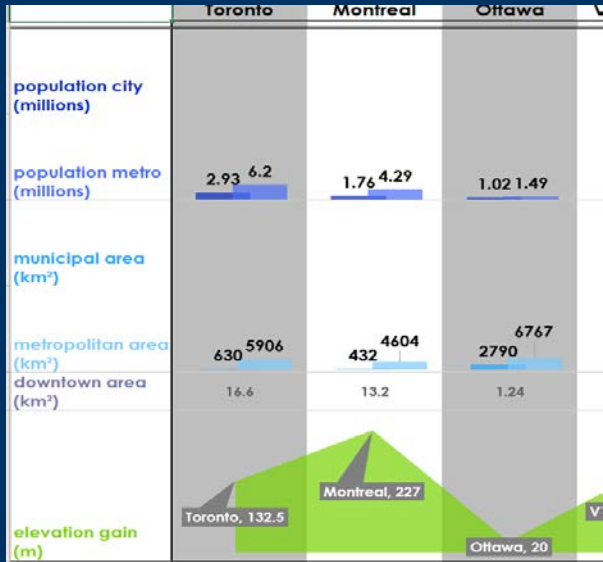 Toronto Montreal Ottawa V
population city
(millions)
population metro
(millions)
2.93 6.2 1.76 4.29 1.02 1.49
municipal area
(km²)
metropolitan area
(km²)
630 5906 432 4604 2790 6767
downtown area
(km²)
16.6 13.2 1.24
Montreal, 227
Toronto, 132.5
elevation gain
(m)
Ottawa, 20